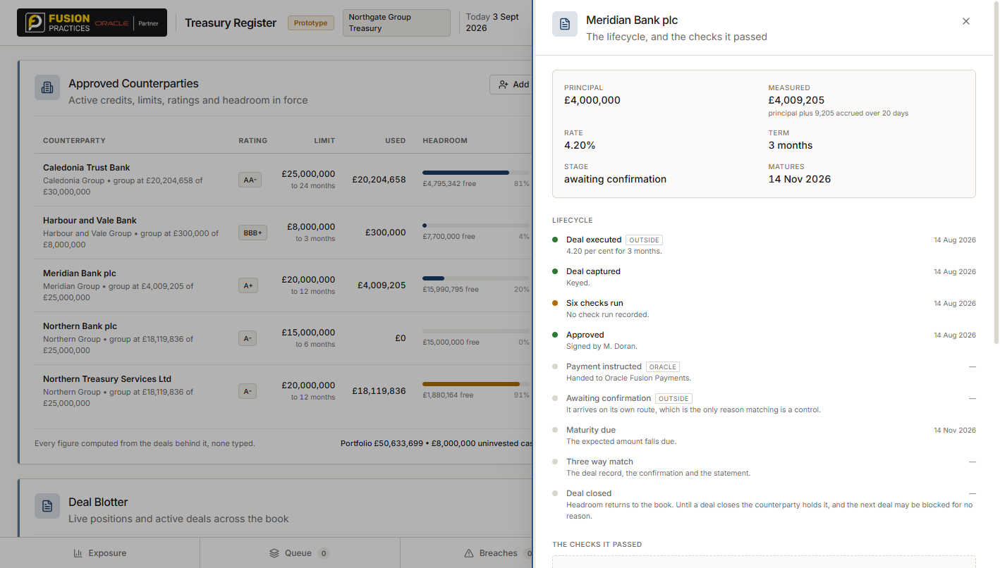 FUSION
PRACTICES
ORACLE
Partner
Treasury Register
Prototype
Northgate Group
Treasury
Today 3 Sept
2026
Approved Counterparties
Active credits, limits, ratings and headroom in force
Add
COUNTERPARTY RATING LIMIT USED HEADROOM
Caledonia Trust Bank
Caledonia Group • group at £20,204,658 of
£30,000,000
AA-
£25,000,000
to 24 months
£20,204,658
£4,795,342 free 81%
Harbour and Vale Bank
Harbour and Vale Group • group at £300,000 of
£8,000,000
BBB+
£8,000,000
to 3 months
£300,000
£7,700,000 free 4%
Meridian Bank plc
Meridian Group • group at £4,009,205 of
£25,000,000
A+
£20,000,000
to 12 months
£4,009,205
£15,990,795 free 20%
Northern Bank plc
Northern Group • group at £18,119,836 of
£25,000,000
A-
£15,000,000
to 6 months
£0
£15,000,000 free 0%
Northern Treasury Services Ltd
Northern Group • group at £18,119,836 of
£25,000,000
A-
£20,000,000
to 12 months
£18,119,836
£1,880,164 free 91%
Every figure computed from the deals behind it, none typed.
Portfolio £50,633,699 • £8,000,000 uninvested cas
Deal Blotter
Live positions and active deals across the book
Exposure
Queue 0
Breaches 0
Meridian Bank plc
The lifecycle, and the checks it passed
PRINCIPAL
£4,000,000
MEASURED
£4,009,205
principal plus 9,205 accrued over 20 days
RATE
4.20%
TERM
3 months
STAGE
awaiting confirmation
MATURES
14 Nov 2026
LIFECYCLE
Deal executed OUTSIDE 14 Aug 2026
4.20 per cent for 3 months.
Deal captured 14 Aug 2026
Keyed.
Six checks run 14 Aug 2026
No check run recorded.
Approved 14 Aug 2026
Signed by M. Doran.
Payment instructed ORACLE —
Handed to Oracle Fusion Payments.
Awaiting confirmation OUTSIDE —
It arrives on its own route, which is the only reason matching is a control.
Maturity due 14 Nov 2026
The expected amount falls due.
Three way match —
The deal record, the confirmation and the statement.
Deal closed —
Headroom returns to the book. Until a deal closes the counterparty holds it, and the next deal may be blocked for no
reason.
THE CHECKS IT PASSED